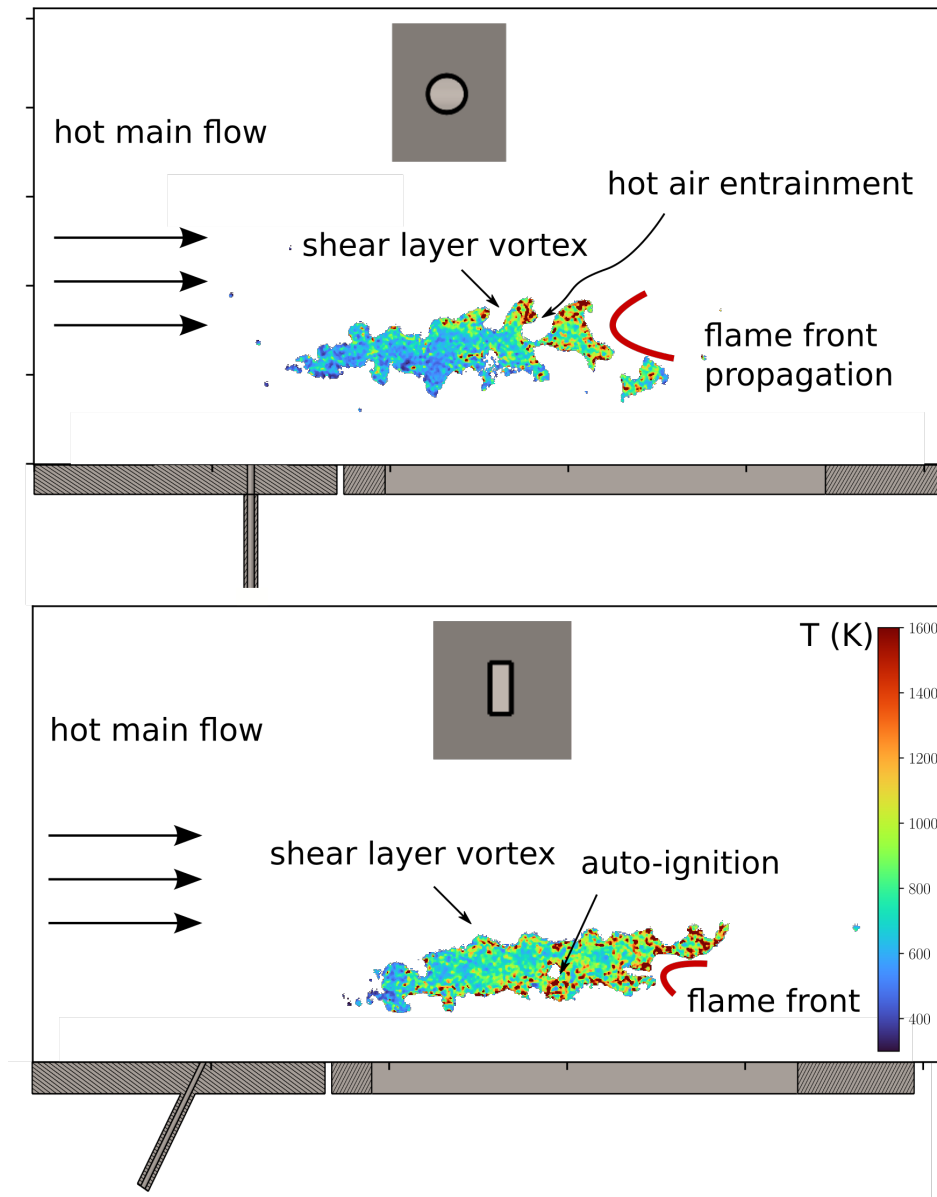 hot main flow
hot air entrainment
shear layer vortex
flame front
propagation
T (K)
1600
1400
1200
1000
800
600
400
hot main flow
shear layer vortex
auto-ignition
flame front